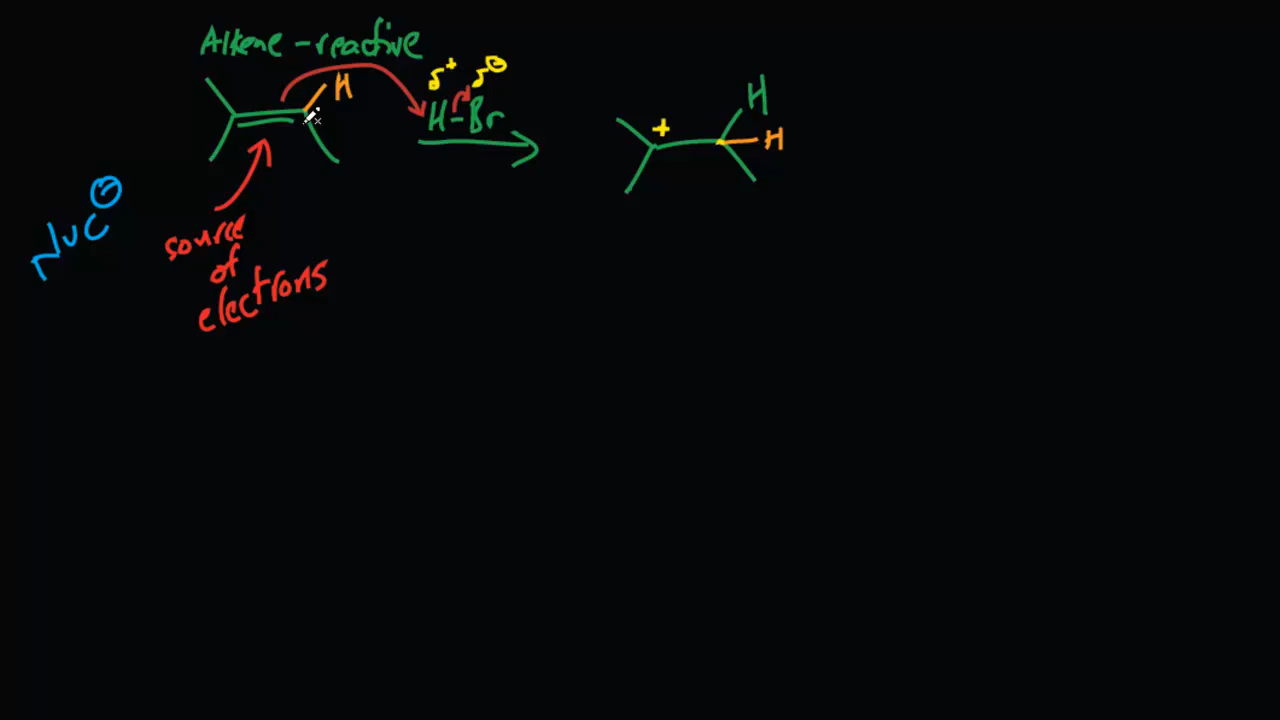 Alkene - reactive
δ+ δ⊖
H
H-Br
H
+
H
Nuc⊖
source
of
electrons